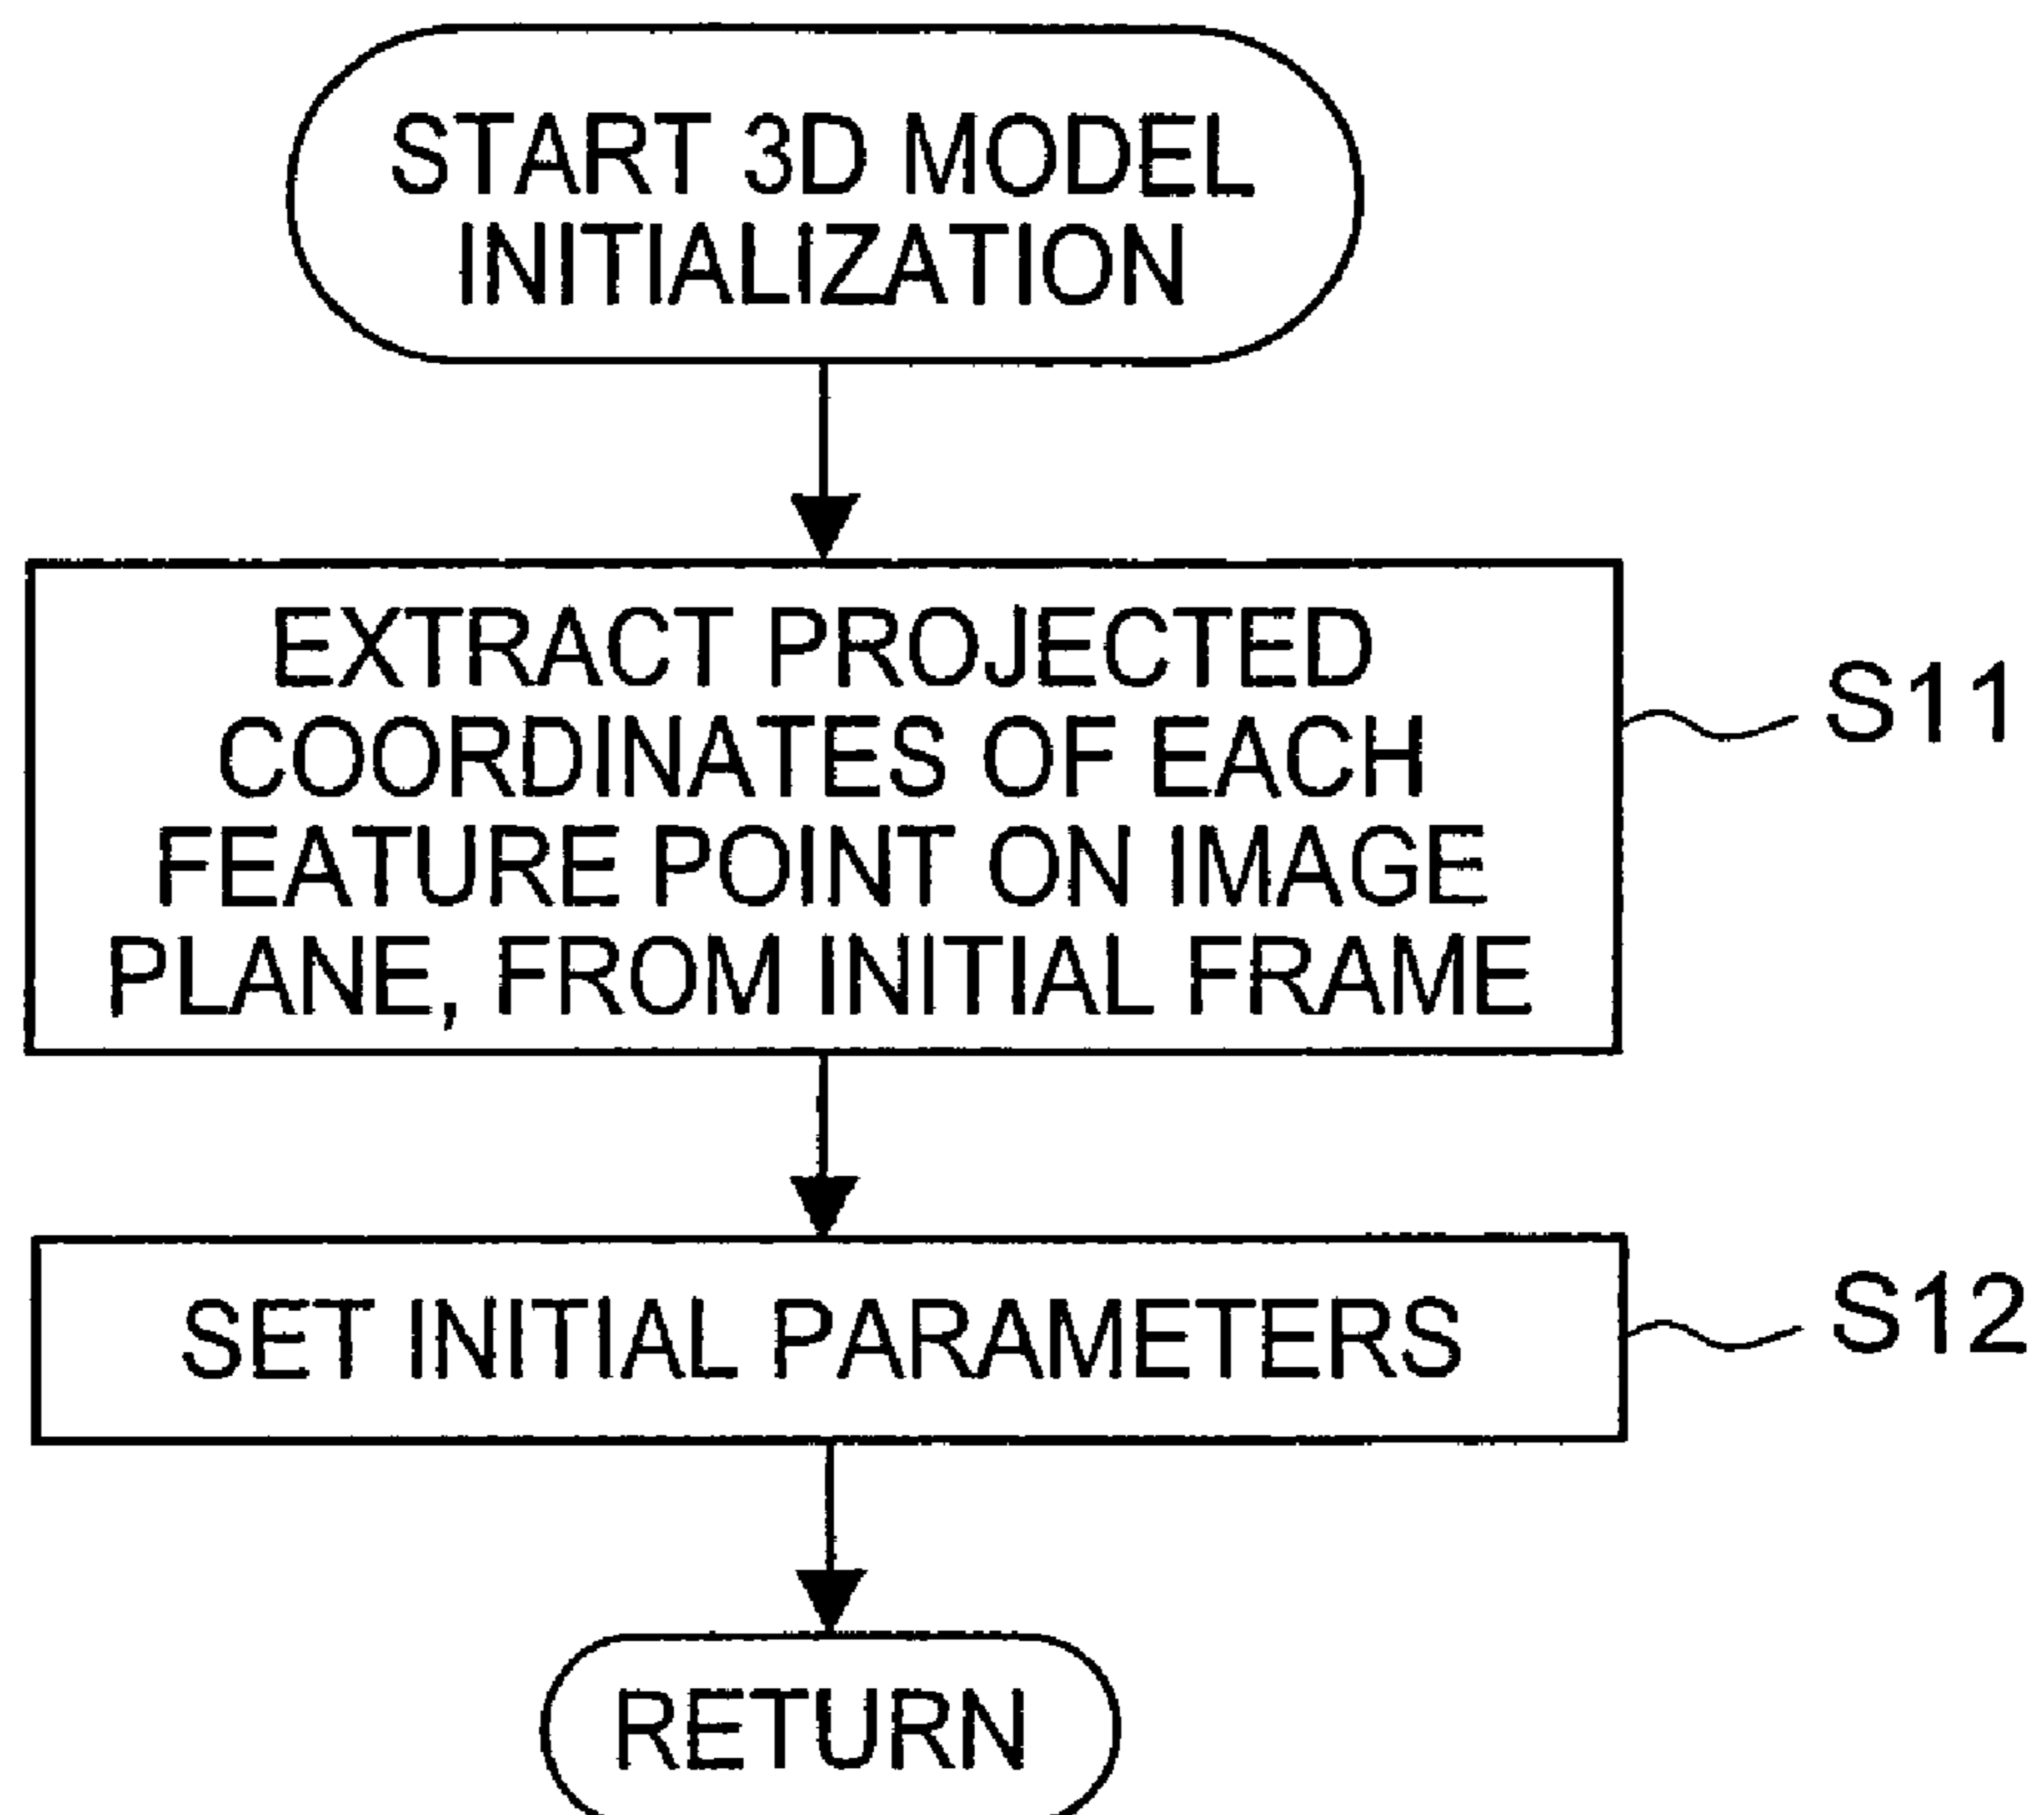 START 3D MODEL
INITIALIZATION
EXTRACT PROJECTED
COORDINATES OF EACH
FEATURE POINT ON IMAGE
PLANE, FROM INITIAL FRAME
S11
SET INITIAL PARAMETERS
S12
RETURN